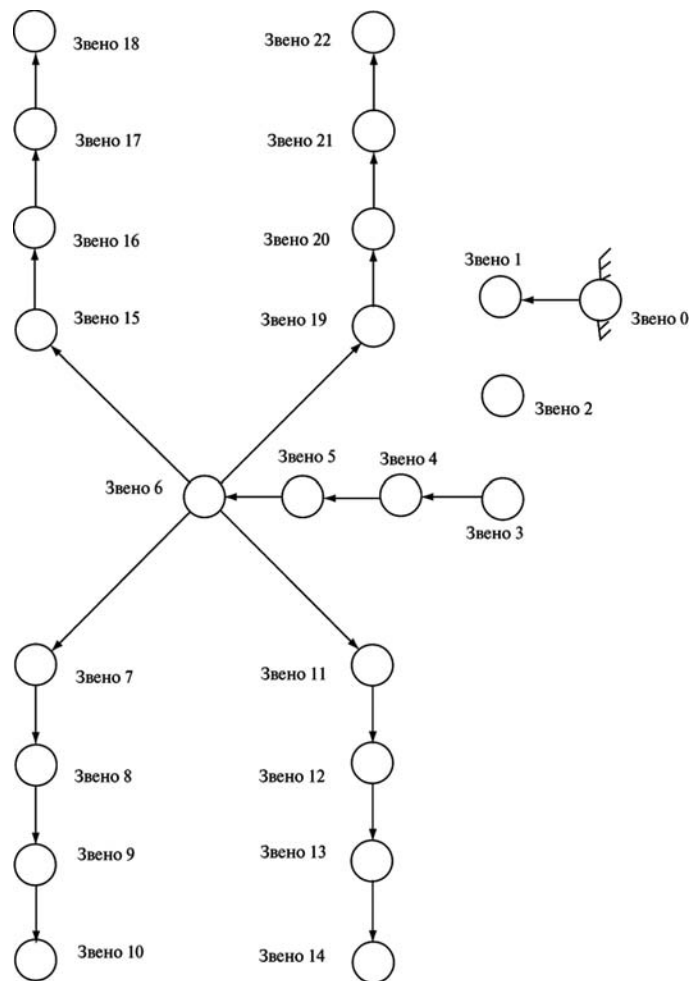 Звено 18
Звено 22
Звено 17
Звено 21
Звено 16
Звено 20
Звено 1
Звено 15
Звено 19
Звено 0
Звено 2
Звено 5
Звено 4
Звено 6
Звено 3
Звено 7
Звено 11
Звено 8
Звено 12
Звено 9
Звено 13
Звено 10
Звено 14